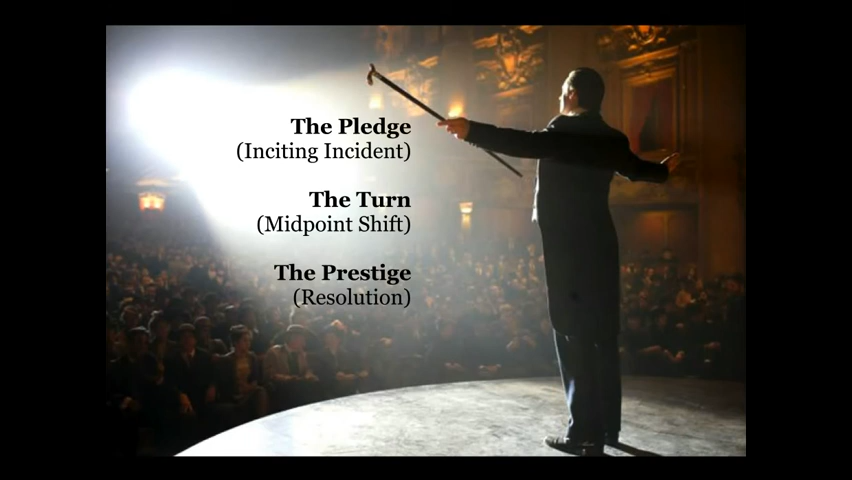 The Pledge
(Inciting Incident)
The Turn
(Midpoint Shift)
The Prestige
(Resolution)